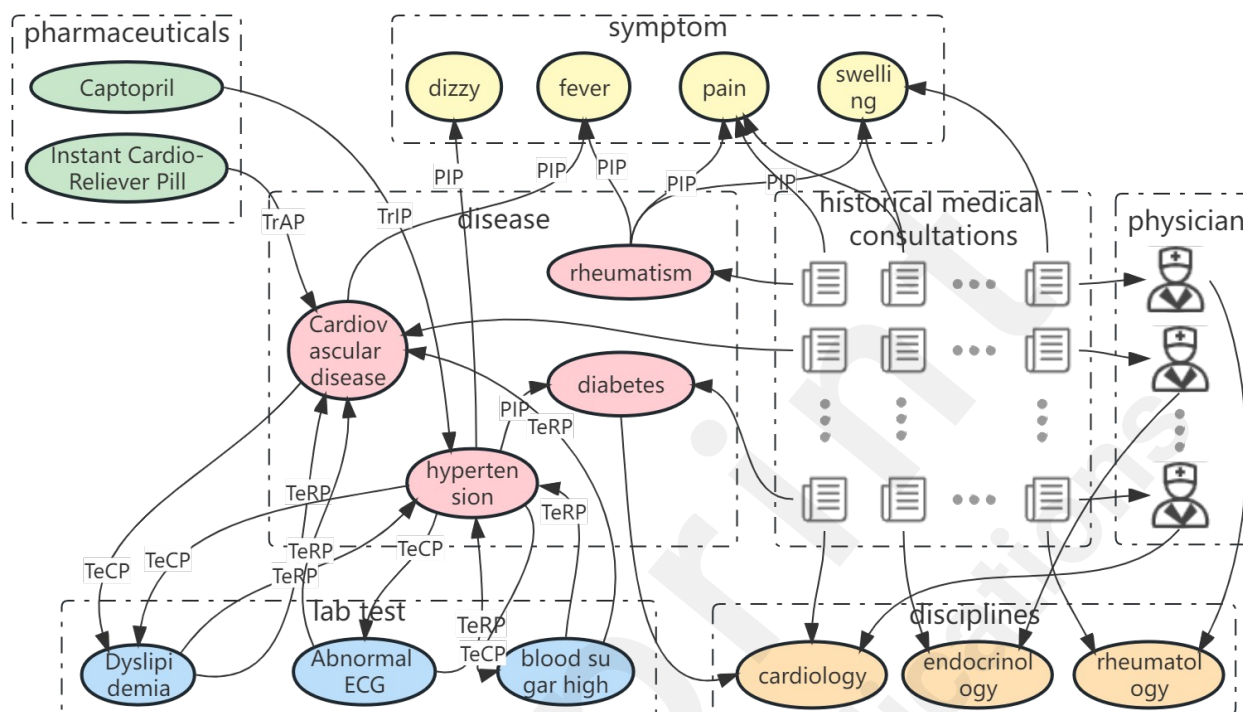 pharmaceuticals
Captopril
Instant Cardio-
Reliever Pill
symptom
dizzy
fever
pain
swelli
ng
PIP
PIP
PIP
PIP
PIP
TrAP
TrIP
disease
rheumatism
Cardiov
ascular
disease
diabetes
PIP
TeRP
hyperten
sion
historical medical
consultations
physician
TeRP
TeRP
TeCP
TeCP
TeRP
TeRP
TeCP
TeRP
TeCP
lab test
Dyslipi
demia
Abnormal
ECG
blood su
gar high
disciplines
cardiology
endocrinol
ogy
rheumatol
ogy